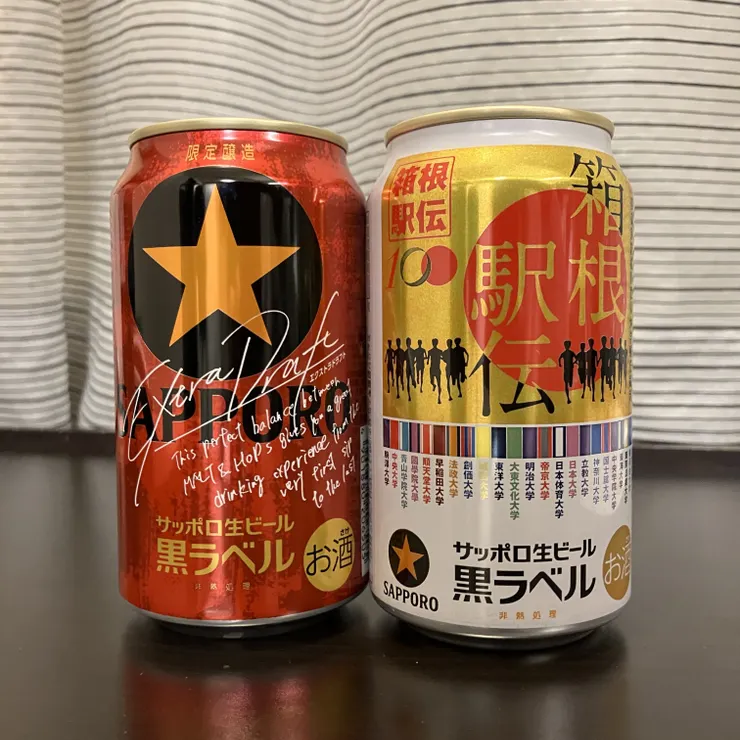 限定醸造
Extra Draft
エクストラドラフト
SAPPORO
This perfect balance between
MALT & HOPS gives you a great
drinking experience from the
very first sip
to the last
サッポロ生ビール
黒ラベル
お酒
非熱処理
箱根
駅伝
100
箱根
駅伝
駒澤大学
中央大学
青山学院大学
國學院大學
順天堂大学
早稲田大学
法政大学
創価大学
東洋大学
大東文化大学
明治大学
帝京大学
日本体育大学
日本大学
立教大学
神奈川大学
国士舘大学
中央学院大学
サッポロ生ビール
黒ラベル
SAPPORO
お酒
非熱処理